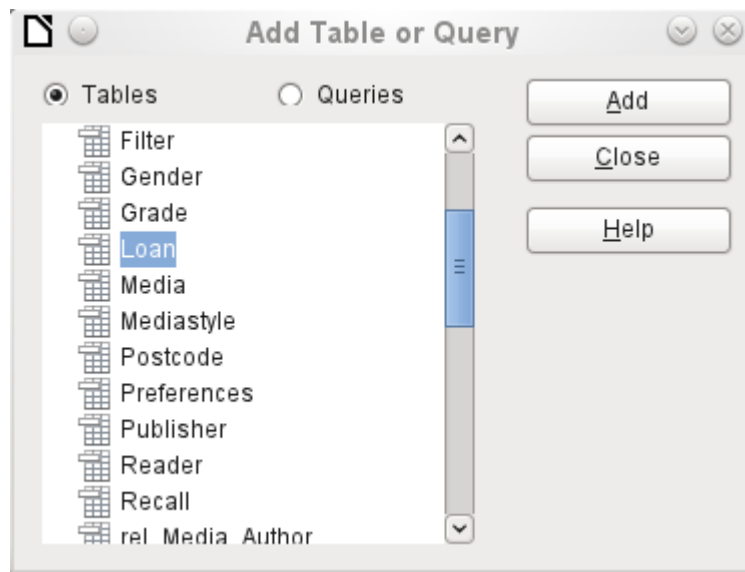 Add Table or Query
Tables
Queries
Add
Close
Help
Filter
Gender
Grade
Loan
Media
Mediastyle
Postcode
Preferences
Publisher
Reader
Recall
rel_Media_Author